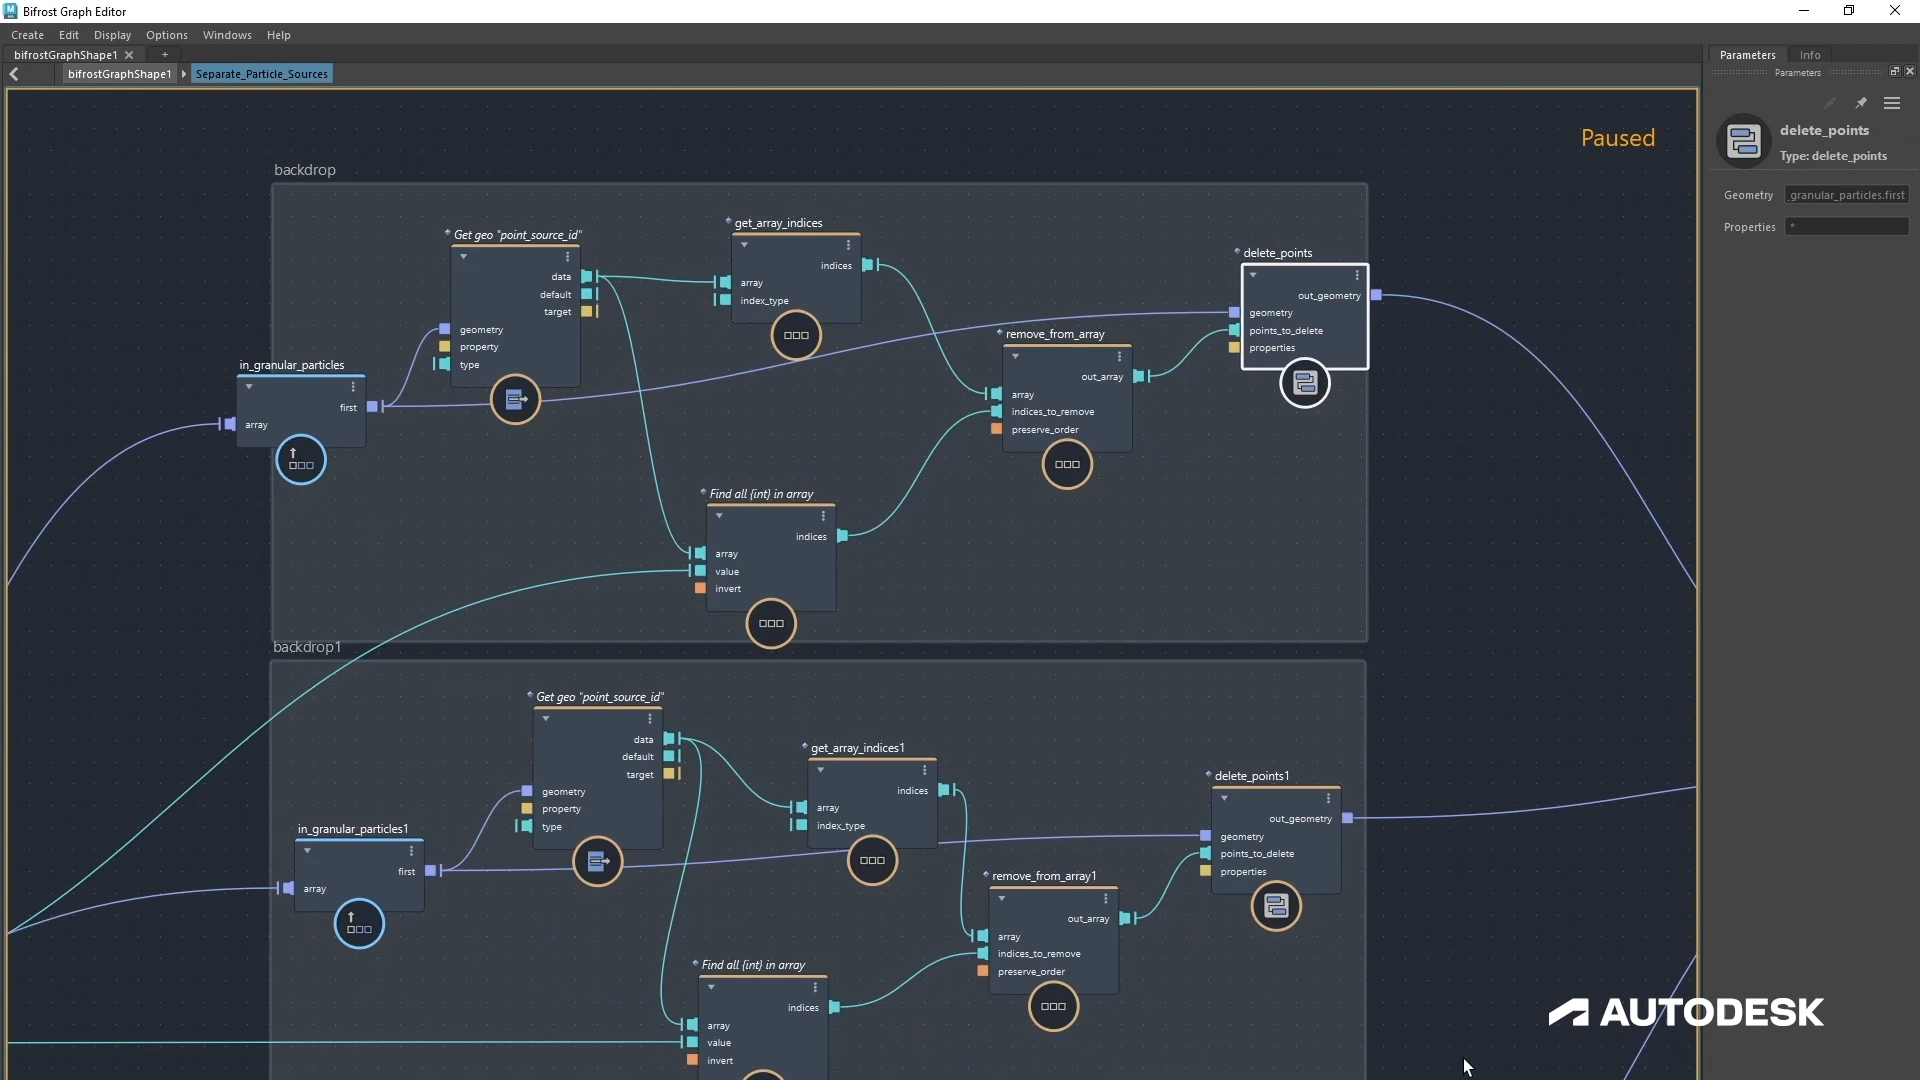 Bifrost Graph Editor
Create Edit Display Options Windows Help
bifrostGraphShape1 +
bifrostGraphShape1 Separate_Particle_Sources
Parameters Info
Parameters
Paused
delete_points
Type: delete_points
Geometry granular_particles.first
Properties *
backdrop
Get geo "point_source_id"
data
default
target
geometry
property
type
get_array_indices
indices
array
index_type
delete_points
out_geometry
geometry
points_to_delete
properties
remove_from_array
out_array
array
indices_to_remove
preserve_order
in_granular_particles
first
array
Find all {int} in array
indices
array
value
invert
backdrop1
Get geo "point_source_id"
data
default
target
geometry
property
type
get_array_indices1
indices
array
index_type
delete_points1
out_geometry
geometry
points_to_delete
properties
in_granular_particles1
first
array
remove_from_array1
out_array
array
indices_to_remove
preserve_order
Find all {int} in array
indices
array
value
invert
AUTODESK